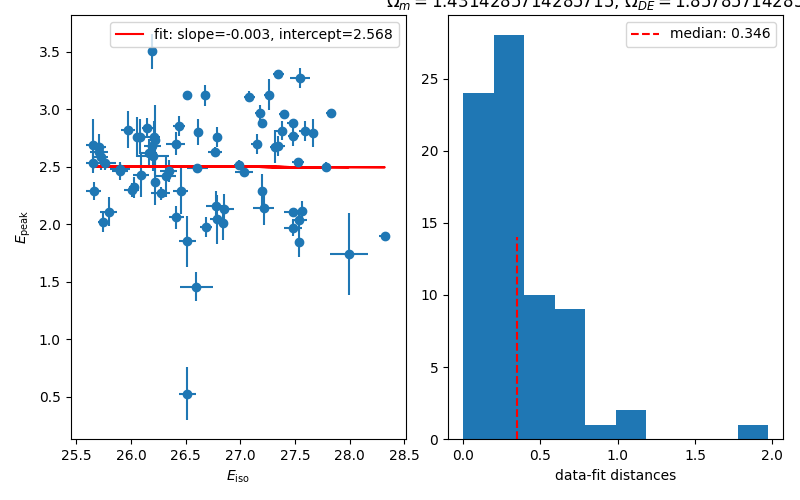 Ω_m = 1.4314285714285715, Ω_DE = 1.8578571428
fit: slope=-0.003, intercept=2.568
3.5
3.0
2.5
2.0
1.5
1.0
0.5
E_peak
25.5 26.0 26.5 27.0 27.5 28.0 28.5
E_iso
median: 0.346
25
20
15
10
5
0
0.0 0.5 1.0 1.5 2.0
data-fit distances